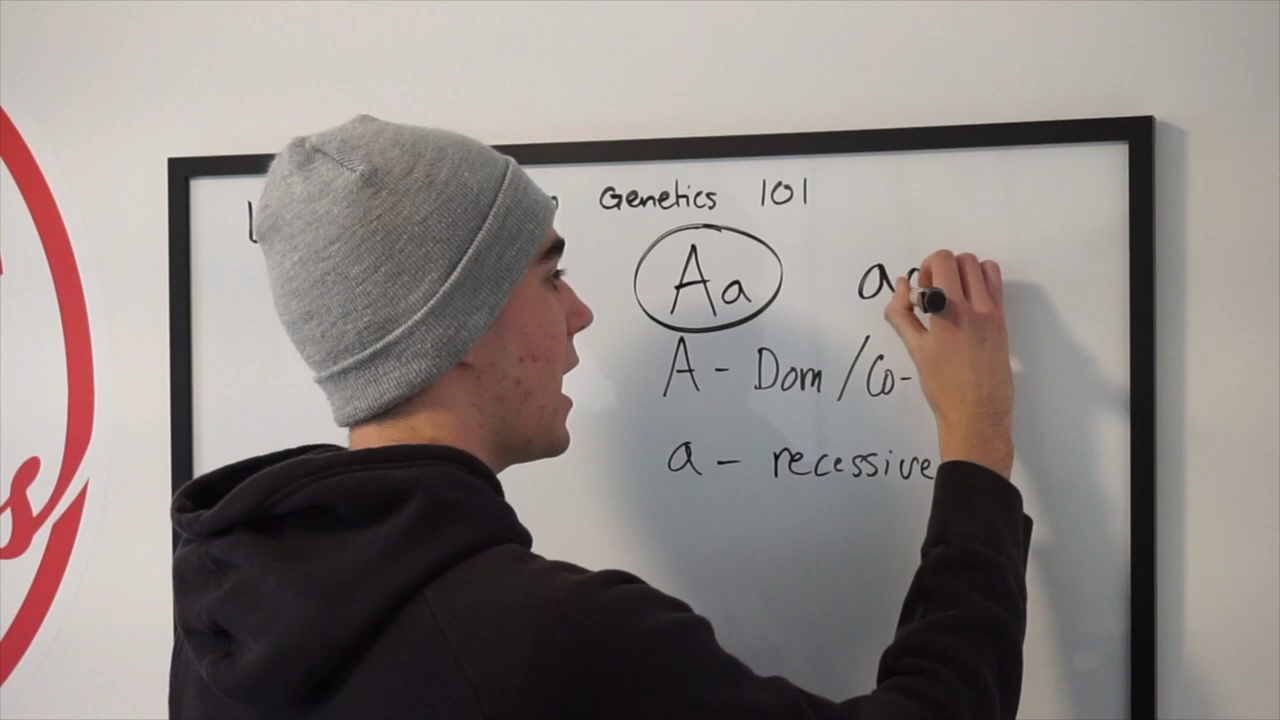 Genetics 101
Aa a
A - Dom / Co-
a - recessive